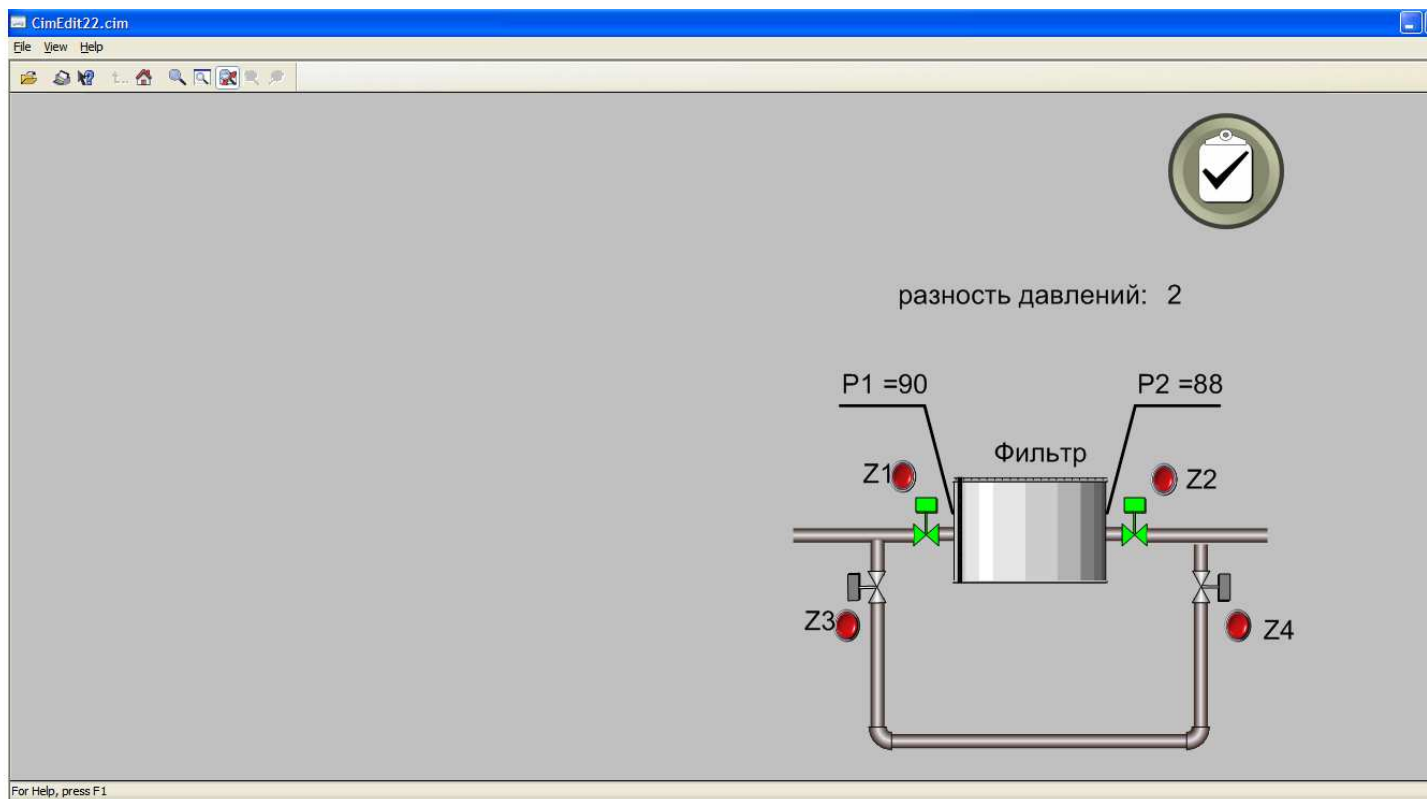 CimEdit22.cim
File View Help
t...
разность давлений: 2
P1 =90 P2 =88
Фильтр
Z1 Z2
Z3 Z4
For Help, press F1